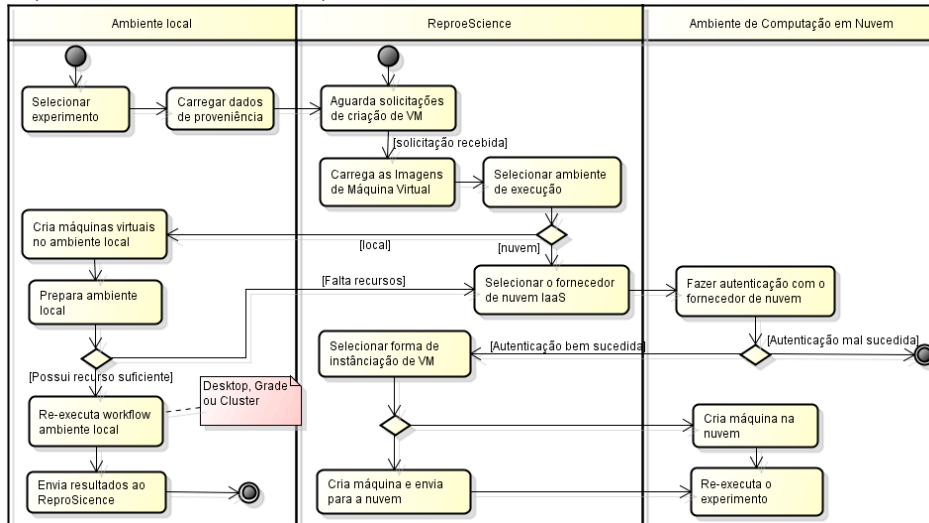 Ambiente local
ReproeScience
Ambiente de Computação em Nuvem
Selecionar
experimento
Carregar dados
de proveniência
Aguarda solicitações
de criação de VM
[solicitação recebida]
Carrega as Imagens
de Máquina Virtual
Selecionar ambiente
de execução
Cria máquinas virtuais
no ambiente local
[local]
[nuvem]
Prepara ambiente
local
[Falta recursos]
Selecionar o fornecedor
de nuvem IaaS
Fazer autenticação com o
fornecedor de nuvem
Selecionar forma de
instânciação de VM
[Autenticação bem sucedida]
[Autenticação mal sucedida]
[Possui recurso suficiente]
Desktop, Grade
ou Cluster
Re-executa workflow
ambiente local
Cria máquina na
nuvem
Envia resultados ao
ReproSicence
Cria máquina e envia
para a nuvem
Re-executa o
experimento